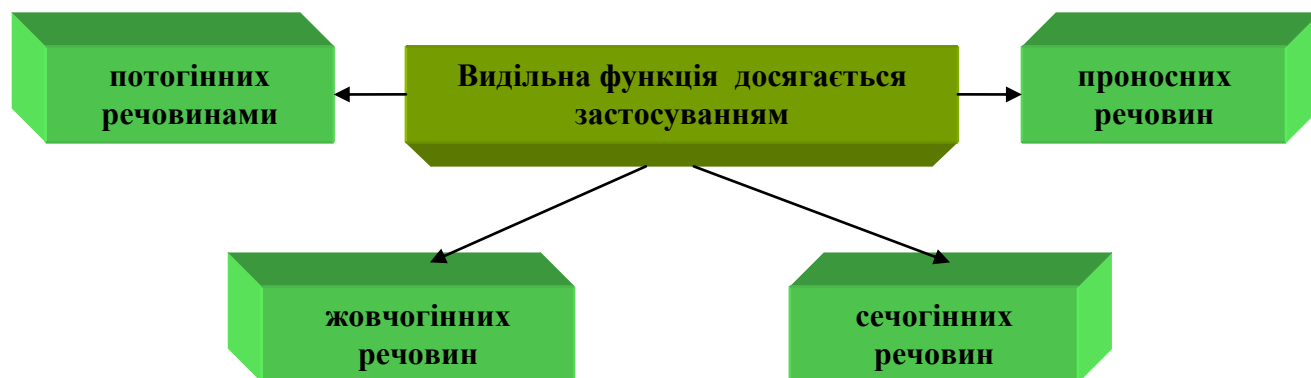 потогінних
речовинами
Видільна функція досягається
застосуванням
проносних
речовин
жовчогінних
речовин
сечогінних
речовин